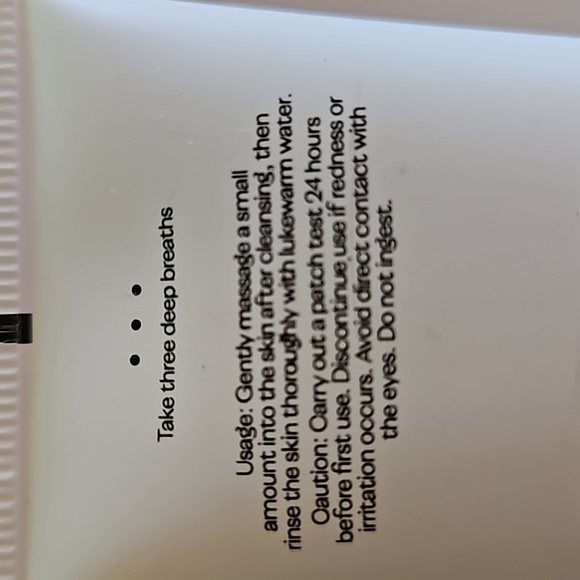 • • •
Take three deep breaths
Usage: Gently massage a small
amount into the skin after cleansing, then
rinse the skin thoroughly with lukewarm water.
Caution: Carry out a patch test 24 hours
before first use. Discontinue use if redness or
irritation occurs. Avoid direct contact with
the eyes. Do not ingest.